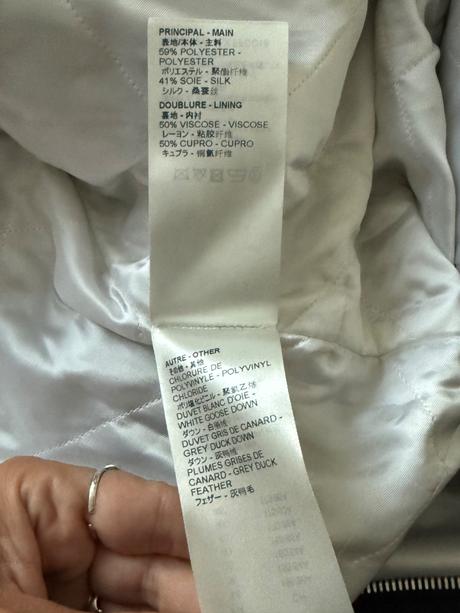 PRINCIPAL - MAIN
表地/本体 - 主料
59% POLYESTER -
POLYESTER
ポリエステル - 聚酯纤维
41% SOIE - SILK
シルク - 桑蚕丝
DOUBLURE - LINING
裏地 - 内衬
50% VISCOSE - VISCOSE
レーヨン - 粘胶纤维
50% CUPRO - CUPRO
キュプラ - 铜氨纤维
AUTRE - OTHER
その他 - 其他
CHLORURE DE
POLYVINYLE - POLYVINYL
CHLORIDE
ポリ塩化ビニル - 聚氯乙烯
DUVET BLANC D'OIE -
WHITE GOOSE DOWN
ダウン - 白鹅绒
DUVET GRIS DE CANARD -
GREY DUCK DOWN
ダウン - 灰鸭绒
PLUMES GRISES DE
CANARD - GREY DUCK
FEATHER
フェザー - 灰鸭毛